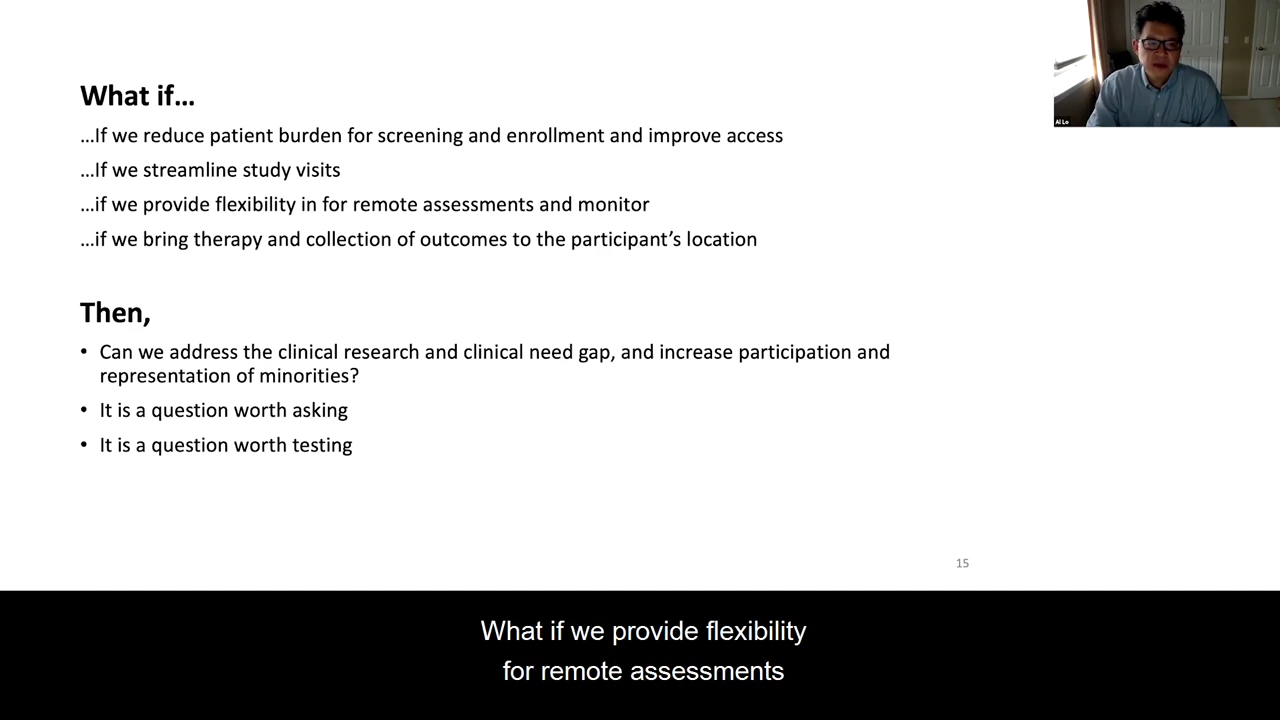 What if…
…If we reduce patient burden for screening and enrollment and improve access
…If we streamline study visits
…if we provide flexibility in for remote assessments and monitor
…if we bring therapy and collection of outcomes to the participant’s location
Then,
• Can we address the clinical research and clinical need gap, and increase participation and
representation of minorities?
• It is a question worth asking
• It is a question worth testing
15
Al Lo
What if we provide flexibility
for remote assessments